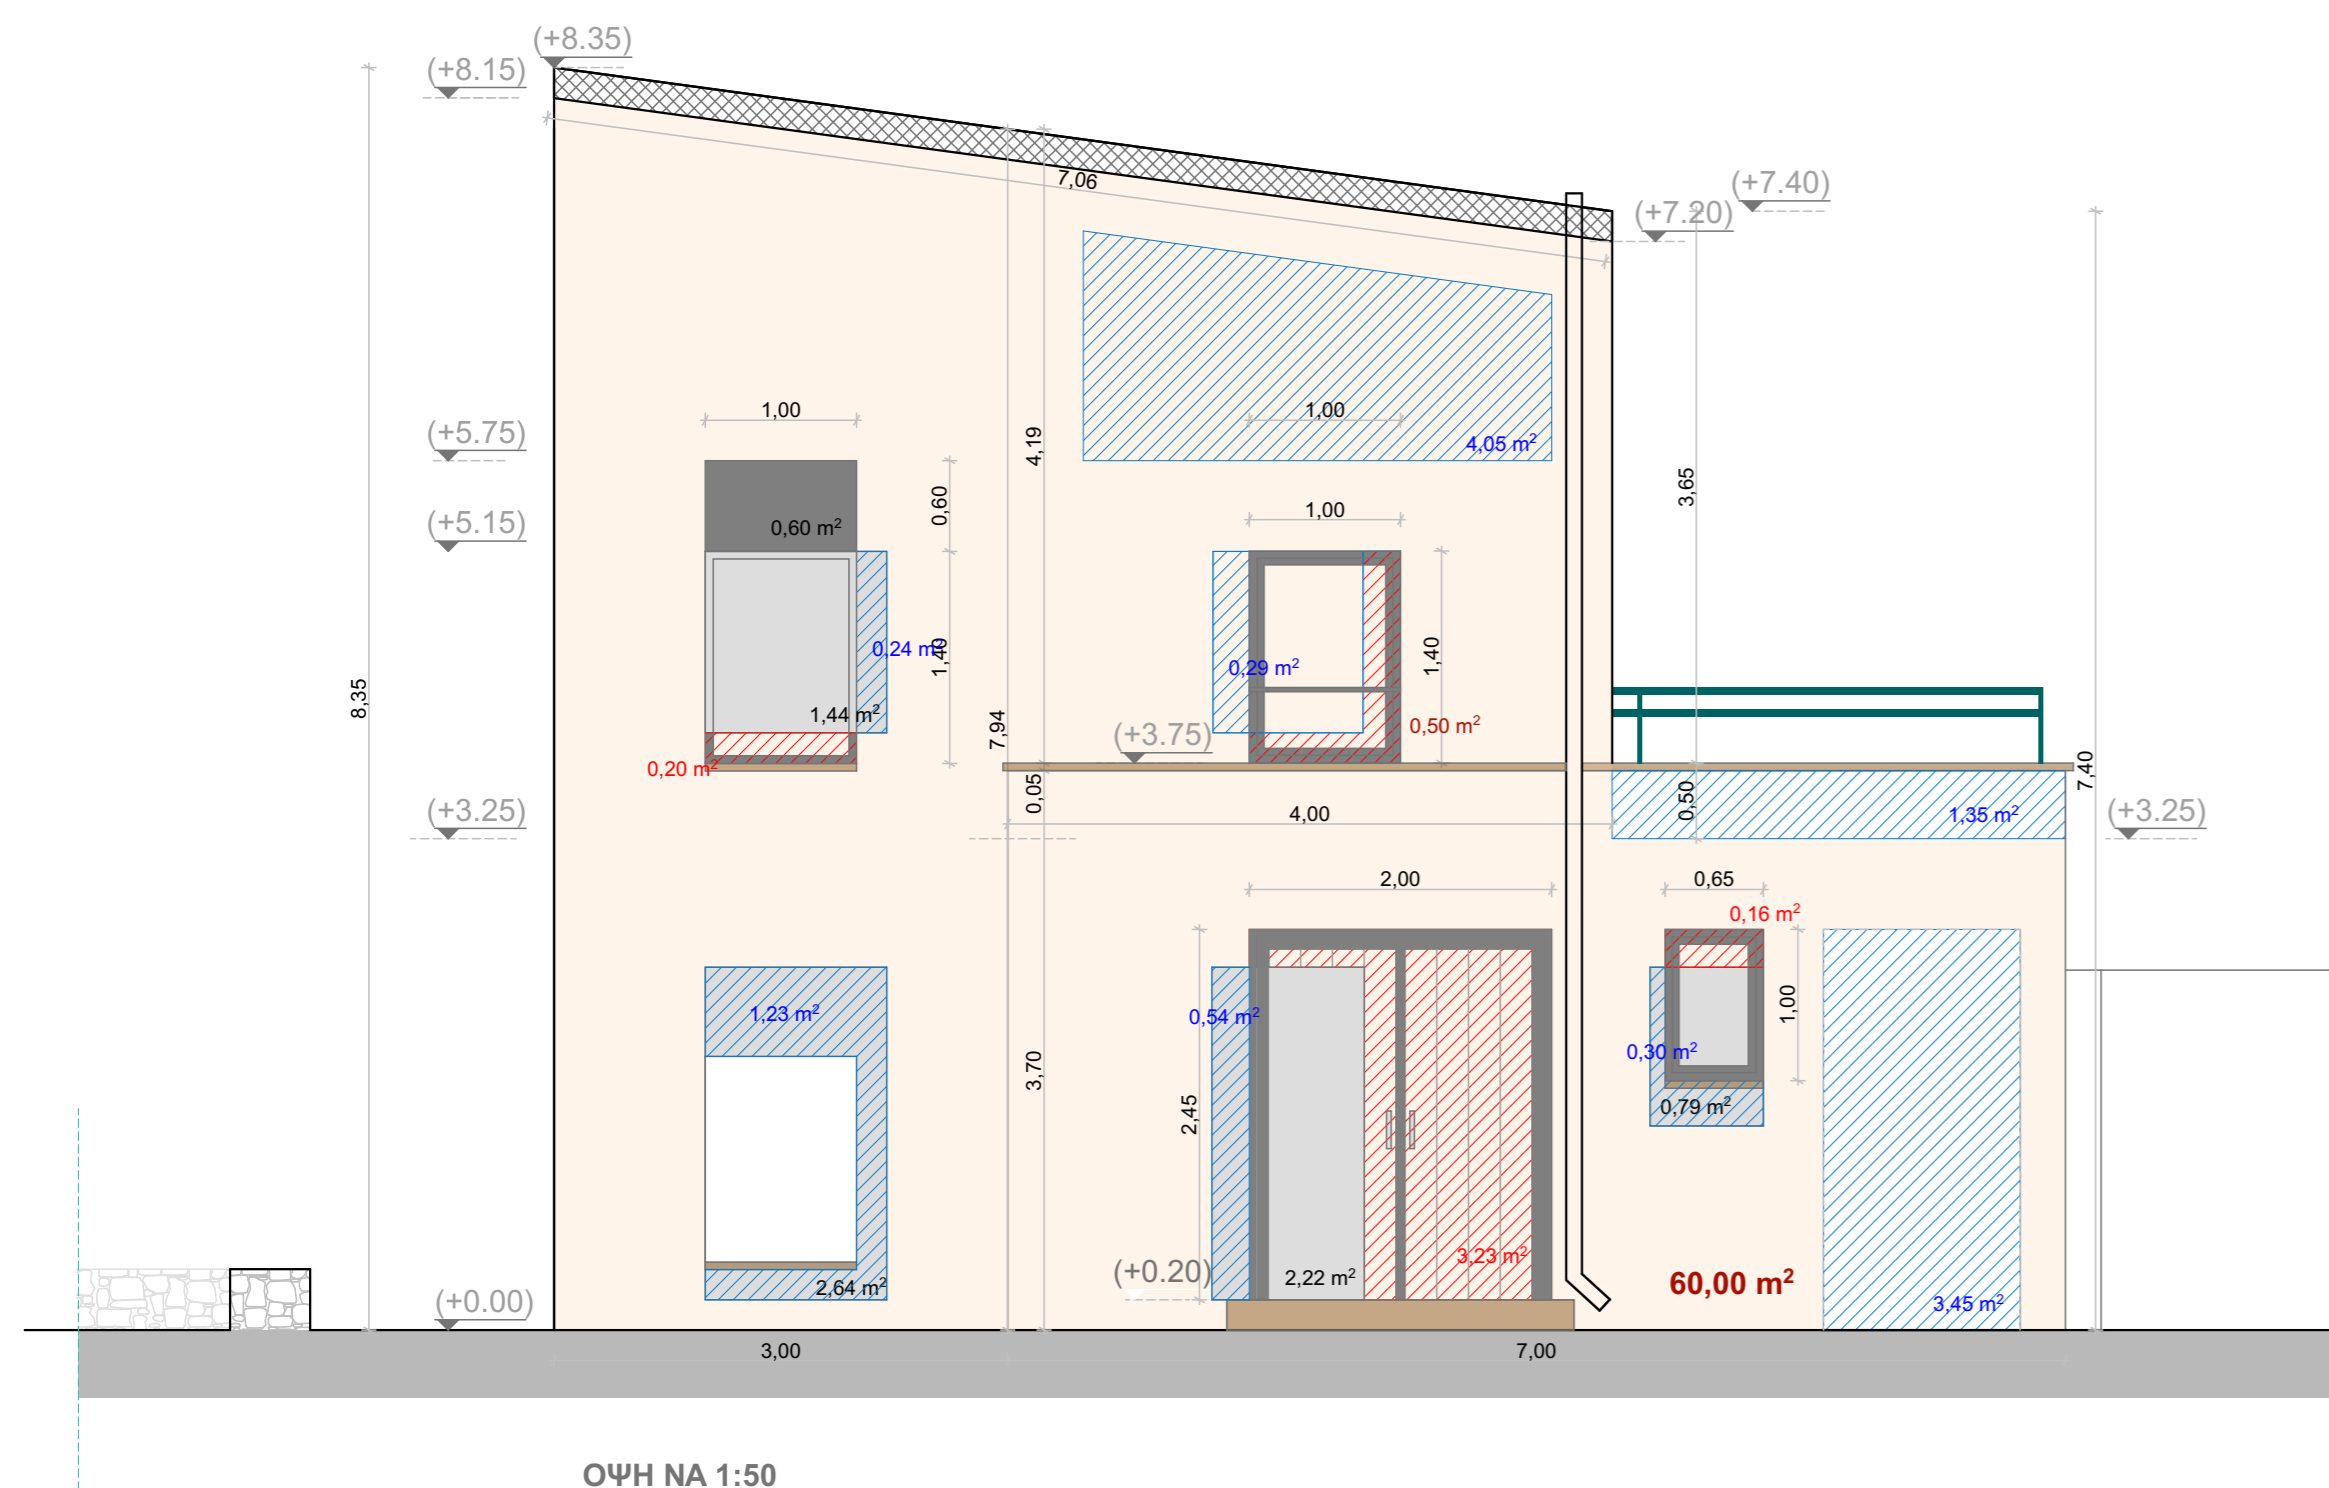 (+8.35)
(+8.15)
7,06
(+7.40)
(+7.20)
1,00
1,00
(+5.75)
4,19
4,05 m²
3,65
0,60
1,00
(+5.15)
0,60 m²
0,24 m²
1,40
0,29 m²
1,40
8,35
1,44 m²
0,50 m²
7,94
(+3.75)
0,20 m²
7,40
0,05
0,50
(+3.25)
4,00
1,35 m²
(+3.25)
2,00
0,65
0,16 m²
1,23 m²
0,54 m²
1,00
0,30 m²
3,70
2,45
0,79 m²
3,23 m²
(+0.20)
2,22 m²
2,64 m²
60,00 m²
3,45 m²
(+0.00)
3,00
7,00
ΟΨΗ ΝΑ 1:50